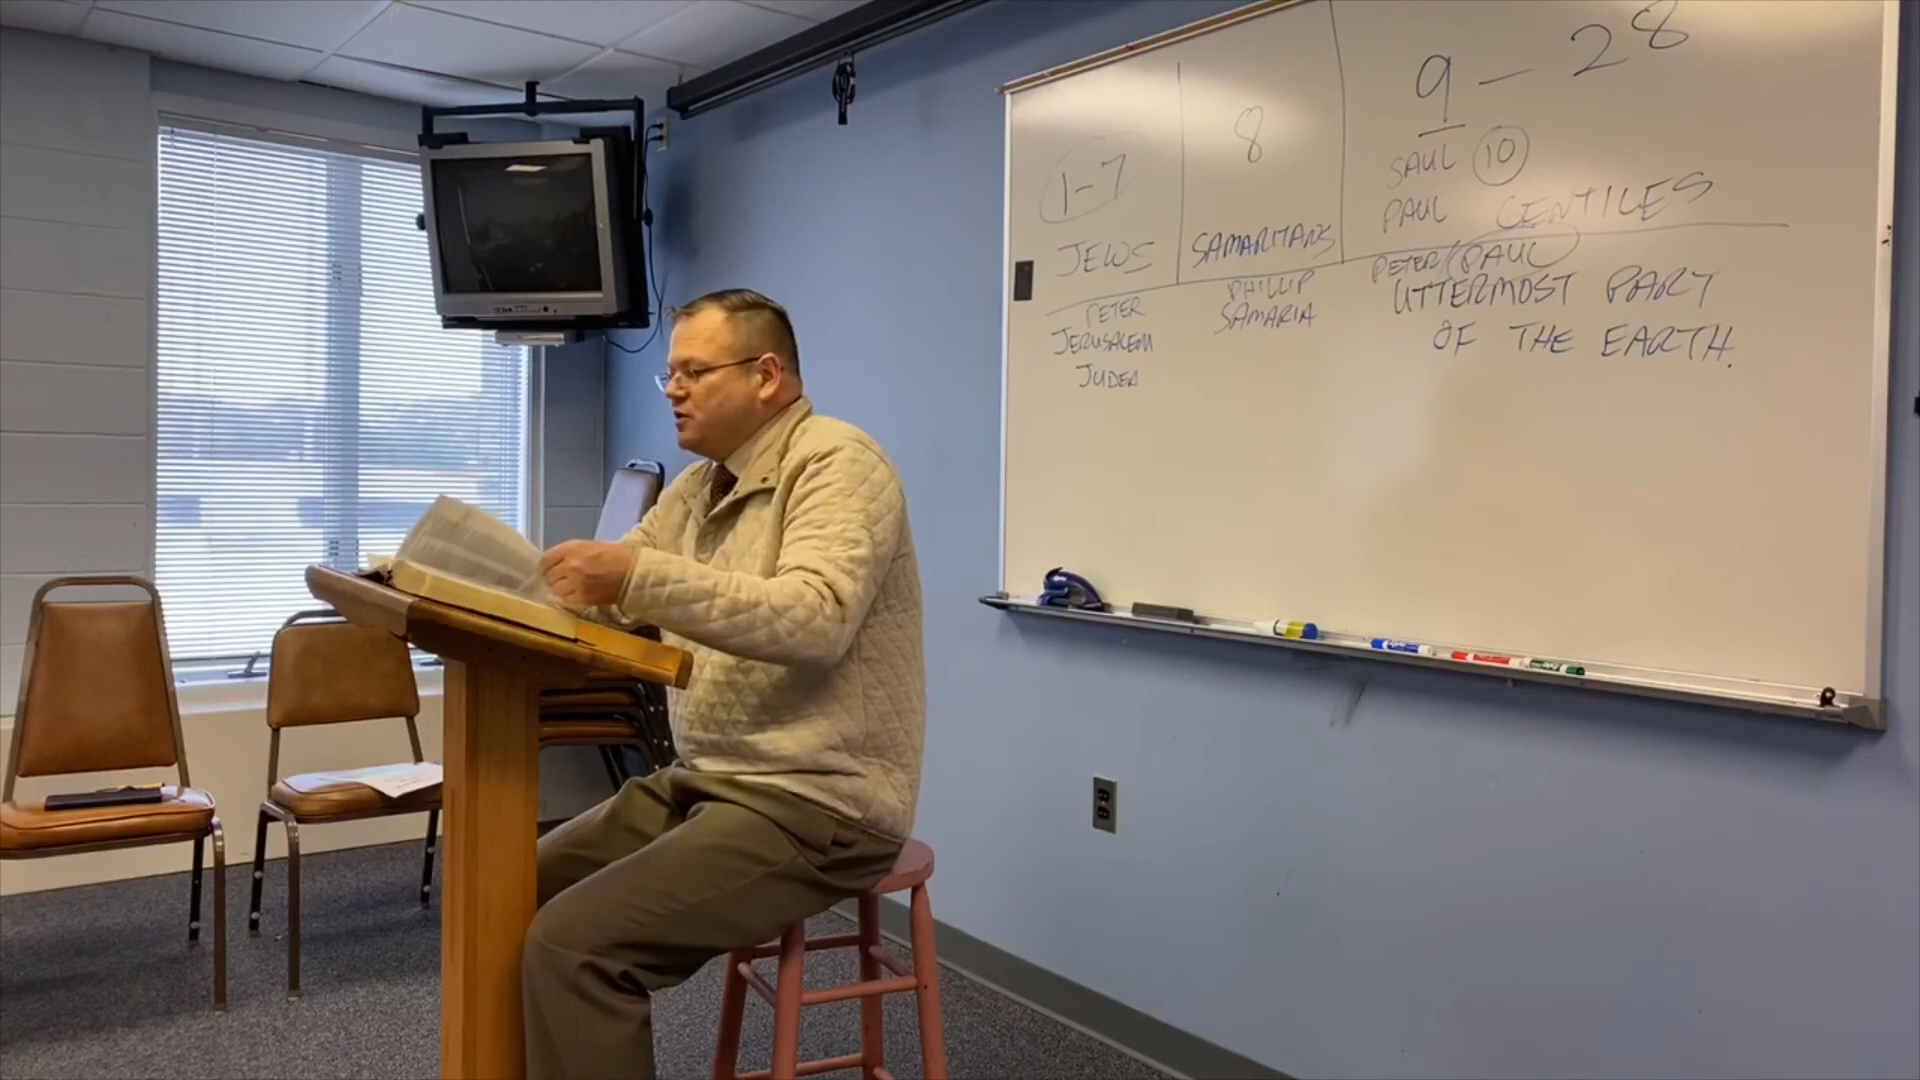 1-7
JEWS
PETER
JERUSALEM
JUDEA
8
SAMARITANS
PHILLIP
SAMARIA
9 - 28
SAUL 10
PAUL GENTILES
PETER/PAUL
UTTERMOST PART
OF THE EARTH.